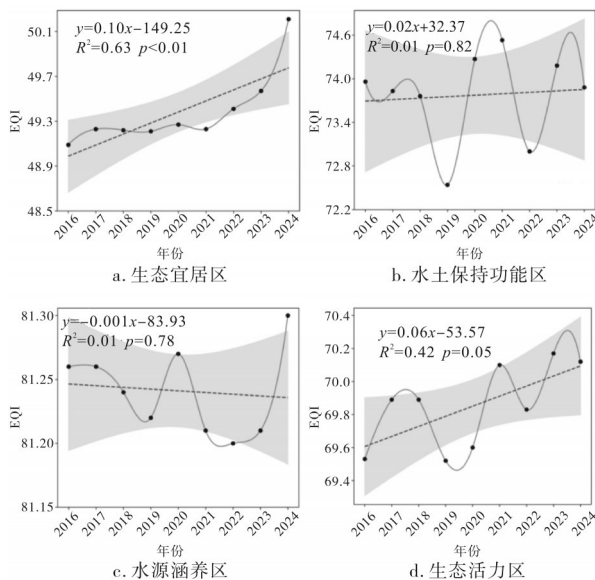 y=0.10x−149.25
R²=0.63 p<0.01
50.1
49.7
49.3
48.9
48.5
EQI
2016 2017 2018 2019 2020 2021 2022 2023 2024
年份
a. 生态宜居区
y=0.02x+32.37
R²=0.01 p=0.82
74.6
74.0
73.4
72.8
72.2
EQI
2016 2017 2018 2019 2020 2021 2022 2023 2024
年份
b. 水土保持功能区
y=−0.001x−83.93
R²=0.01 p=0.78
81.30
81.25
81.20
81.15
EQI
2016 2017 2018 2019 2020 2021 2022 2023 2024
年份
c. 水源涵养区
y=0.06x−53.57
R²=0.42 p=0.05
70.4
70.2
70.0
69.8
69.6
69.4
EQI
2016 2017 2018 2019 2020 2021 2022 2023 2024
年份
d. 生态活力区